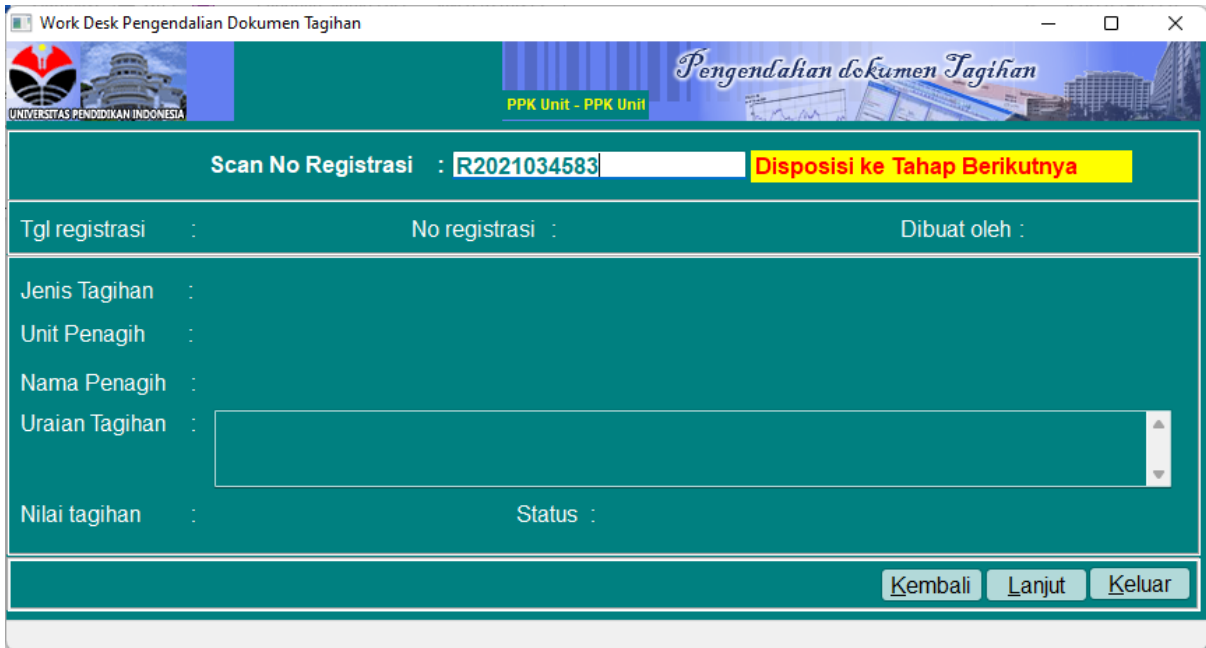 Work Desk Pengendalian Dokumen Tagihan
UNIVERSITAS PENDIDIKAN INDONESIA
Pengendalian dokumen Tagihan
PPK Unit - PPK Unit
Scan No Registrasi : R2021034583 Disposisi ke Tahap Berikutnya
Tgl registrasi : No registrasi : Dibuat oleh :
Jenis Tagihan :
Unit Penagih :
Nama Penagih :
Uraian Tagihan :
Nilai tagihan : Status :
Kembali Lanjut Keluar